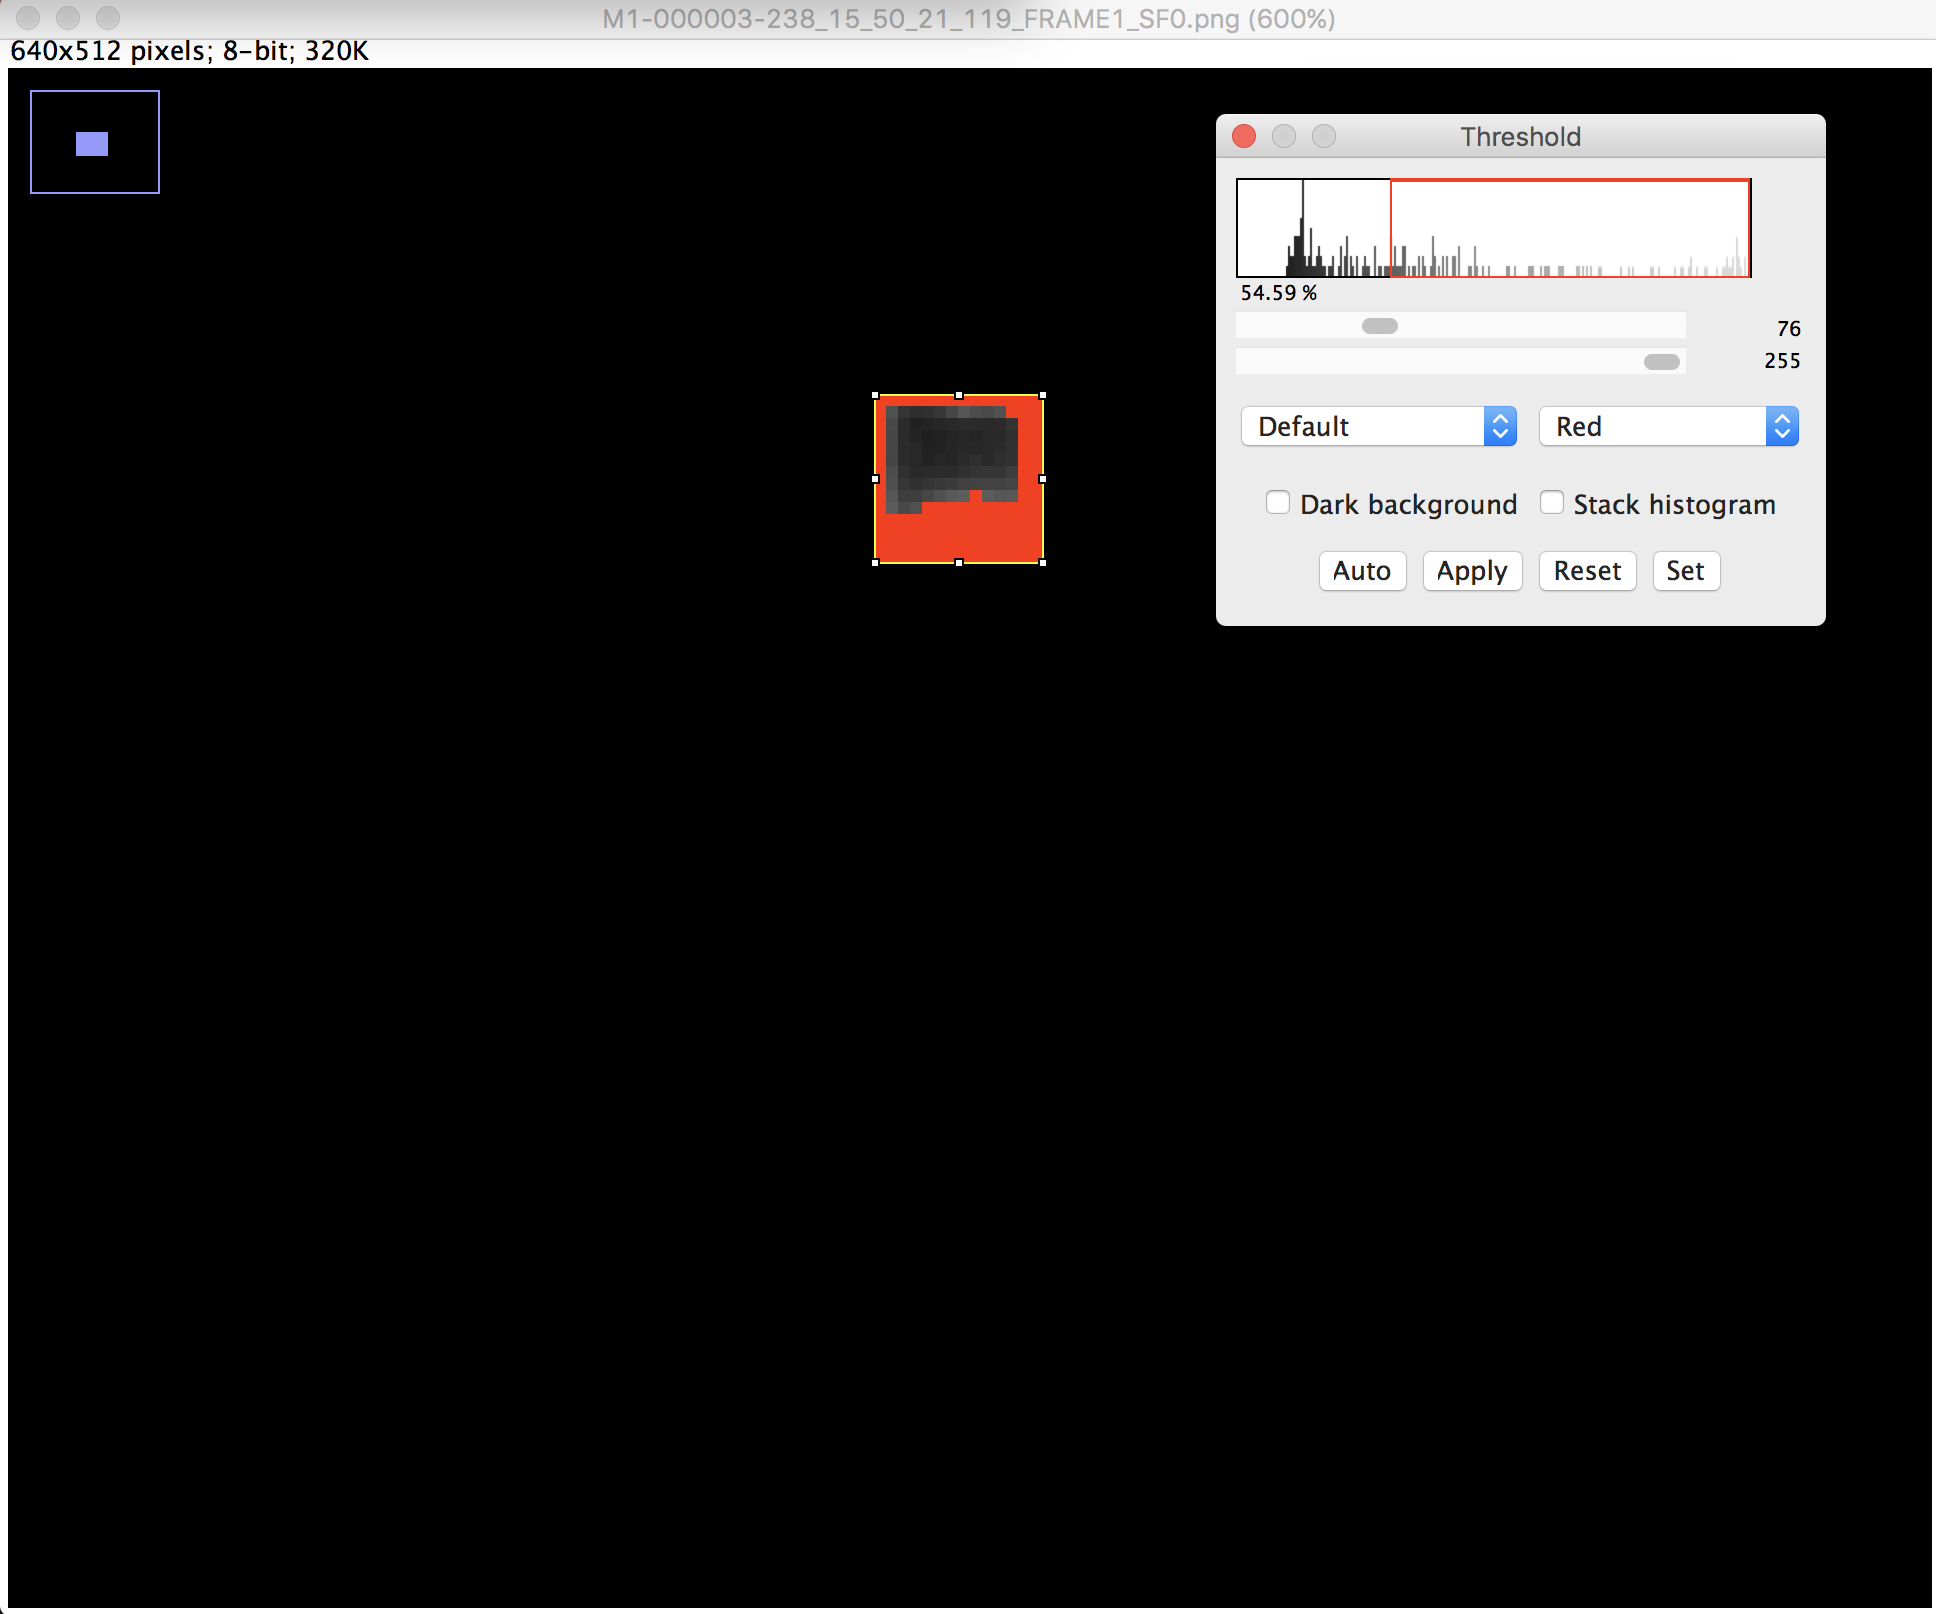 M1-000003-238_15_50_21_119_FRAME1_SF0.png (600%)
640x512 pixels; 8-bit; 320K
Threshold
54.59 %
76
255
Default
Red
Dark background
Stack histogram
Auto
Apply
Reset
Set